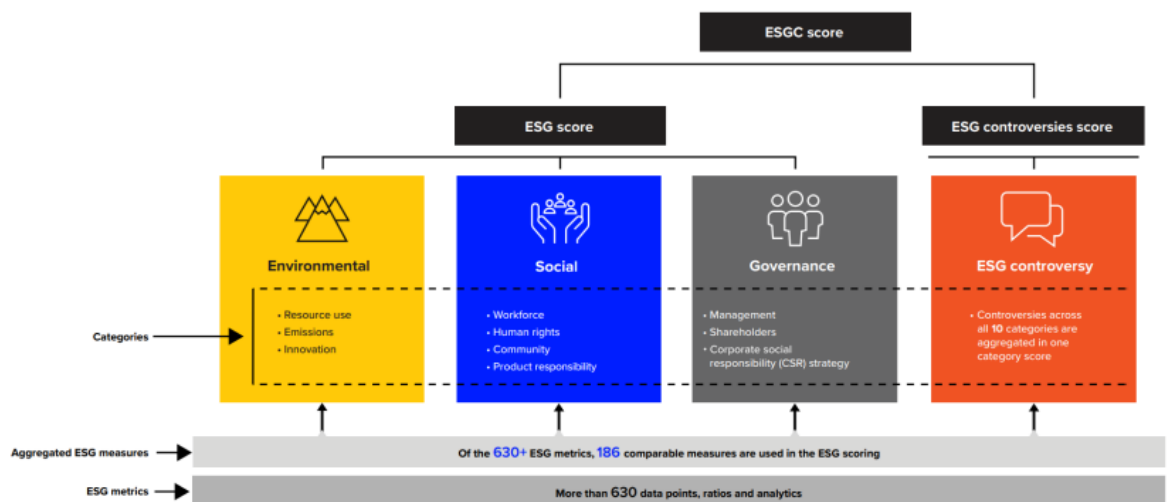 ESGC score
ESG score
ESG controversies score
Environmental
Social
Governance
ESG controversy
Categories
• Resource use
• Emissions
• Innovation
• Workforce
• Human rights
• Community
• Product responsibility
• Management
• Shareholders
• Corporate social
responsibility (CSR) strategy
• Controversies across
all 10 categories are
aggregated in one
category score
Aggregated ESG measures
Of the 630+ ESG metrics, 186 comparable measures are used in the ESG scoring
ESG metrics
More than 630 data points, ratios and analytics